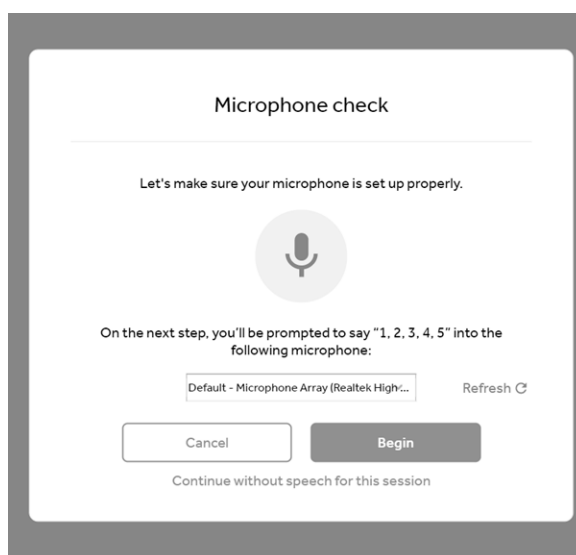 Microphone check
Let's make sure your microphone is set up properly.
On the next step, you'll be prompted to say “1, 2, 3, 4, 5” into the
following microphone:
Default - Microphone Array (Realtek High-...
Refresh
Cancel
Begin
Continue without speech for this session